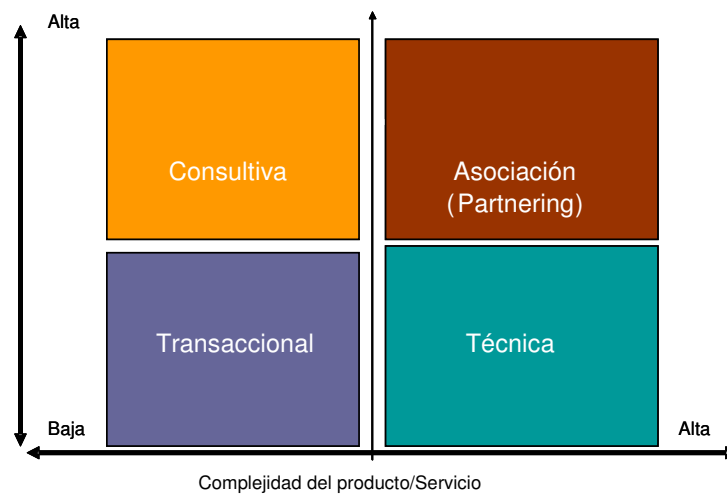 Alta
Consultiva
Asociación
(Partnering)
Transaccional
Técnica
Baja
Alta
Complejidad del producto/Servicio